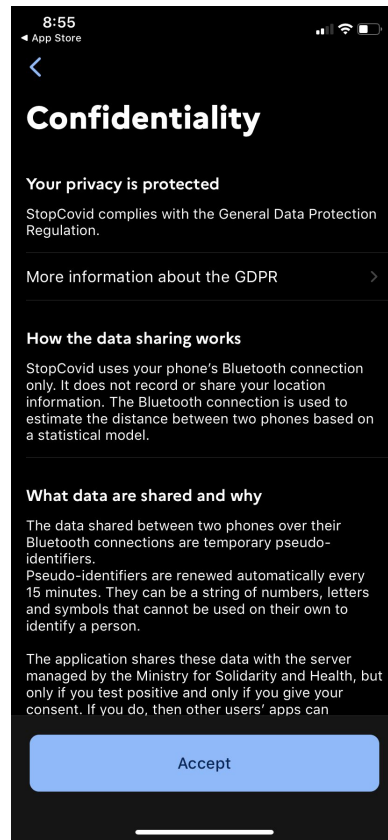 8:55
◀ App Store
Confidentiality
Your privacy is protected
StopCovid complies with the General Data Protection
Regulation.
More information about the GDPR
How the data sharing works
StopCovid uses your phone's Bluetooth connection
only. It does not record or share your location
information. The Bluetooth connection is used to
estimate the distance between two phones based on
a statistical model.
What data are shared and why
The data shared between two phones over their
Bluetooth connections are temporary pseudo-
identifiers.
Pseudo-identifiers are renewed automatically every
15 minutes. They can be a string of numbers, letters
and symbols that cannot be used on their own to
identify a person.
The application shares these data with the server
managed by the Ministry for Solidarity and Health, but
only if you test positive and only if you give your
consent. If you do, then other users' apps can
Accept